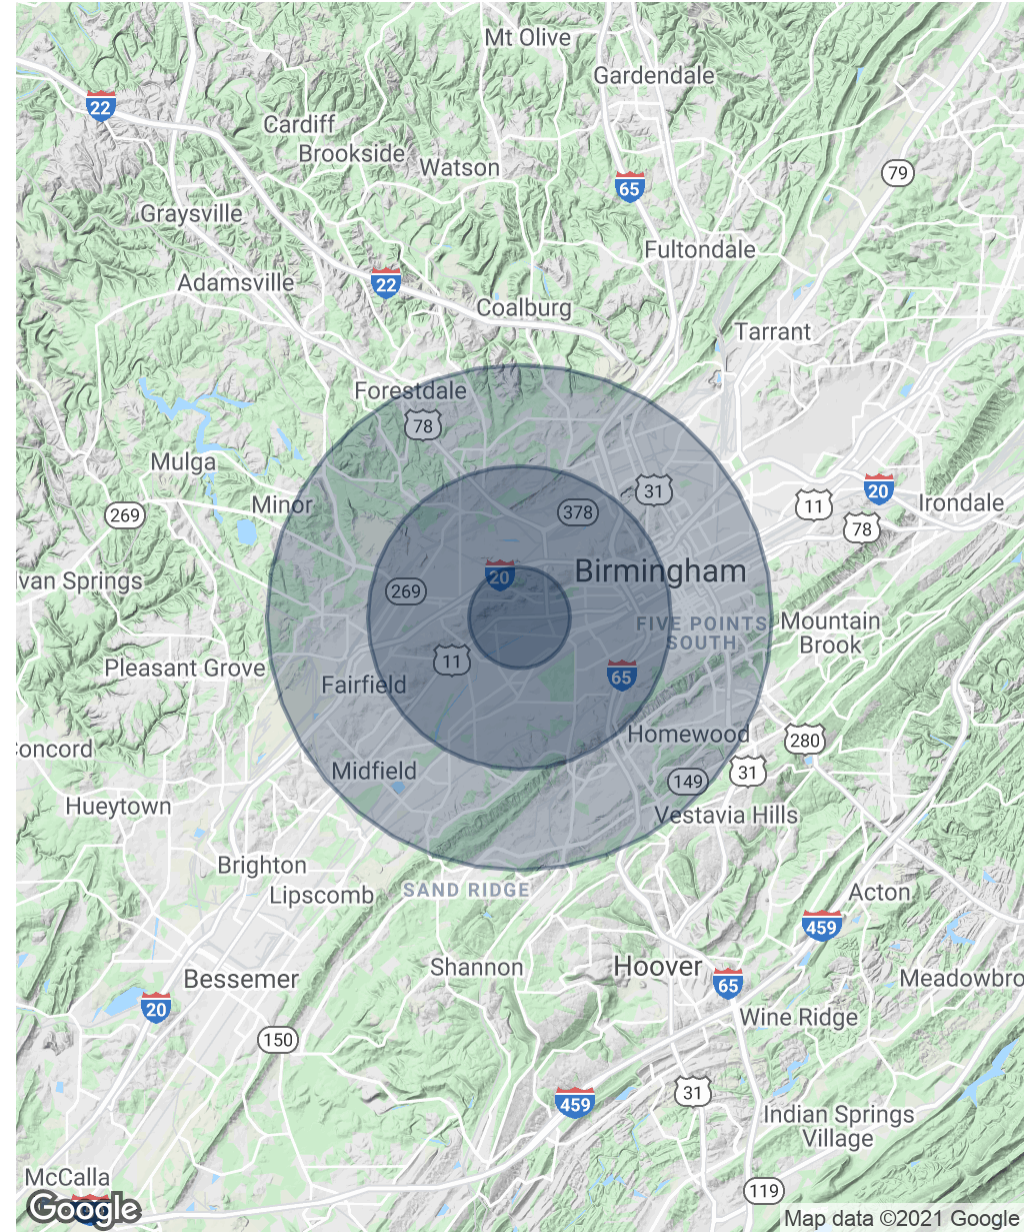 Mt Olive
Gardendale
22
Cardiff
Brookside
Watson
79
65
Graysville
Fultondale
Adamsville
22
Coalburg
Tarrant
Forestdale
78
Mulga
31
20
Minor
11
Irondale
269
378
78
Birmingham
lvan Springs
20
269
FIVE POINTS
SOUTH
Mountain
Brook
Pleasant Grove
11
65
Fairfield
Homewood
280
Concord
Midfield
31
149
Hueytown
Vestavia Hills
Brighton
Lipscomb
SAND RIDGE
Acton
459
Bessemer
Shannon
Hoover
65
Meadowbro
20
Wine Ridge
150
31
459
Indian Springs
Village
McCalla
119
Google
Map data ©2021 Google